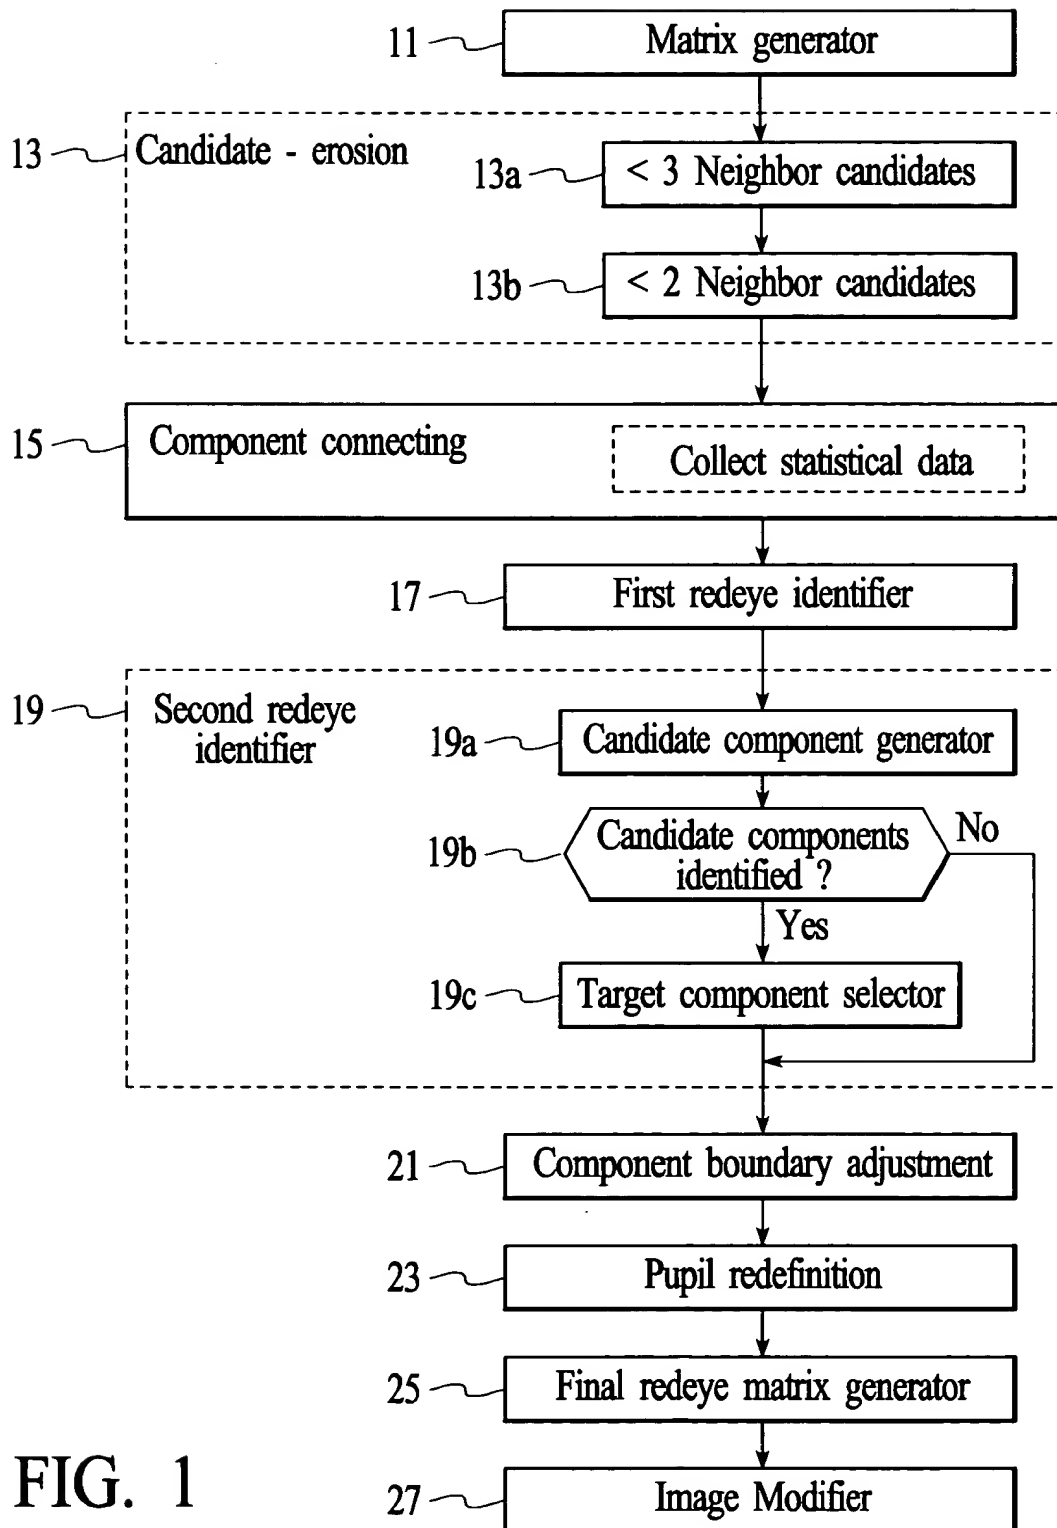 11 Matrix generator
13 Candidate - erosion
13a < 3 Neighbor candidates
13b < 2 Neighbor candidates
15 Component connecting
Collect statistical data
17 First redeye identifier
19 Second redeye
identifier
19a Candidate component generator
19b Candidate components
identified ?
No
Yes
19c Target component selector
21 Component boundary adjustment
23 Pupil redefinition
25 Final redeye matrix generator
27 Image Modifier
FIG. 1